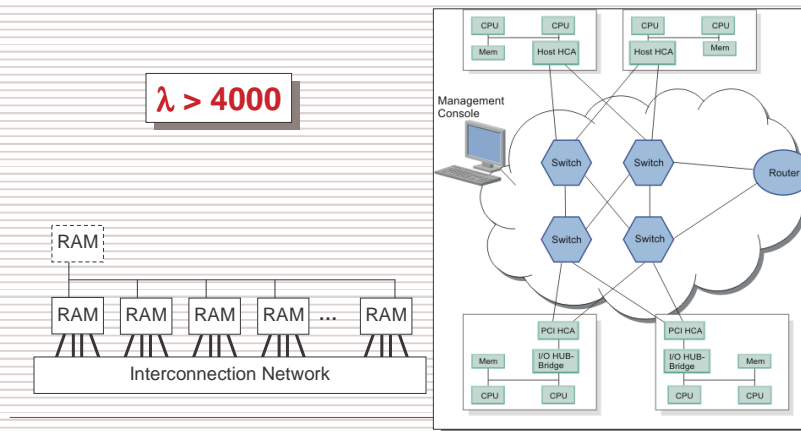 λ > 4000
RAM
RAM RAM RAM RAM ... RAM
Interconnection Network
CPU CPU
Mem Host HCA
CPU CPU
Host HCA Mem
Management
Console
Switch Switch
Router
Switch Switch
PCI HCA
Mem
I/O HUB-
Bridge
CPU CPU
PCI HCA
I/O HUB-
Bridge
Mem
CPU CPU